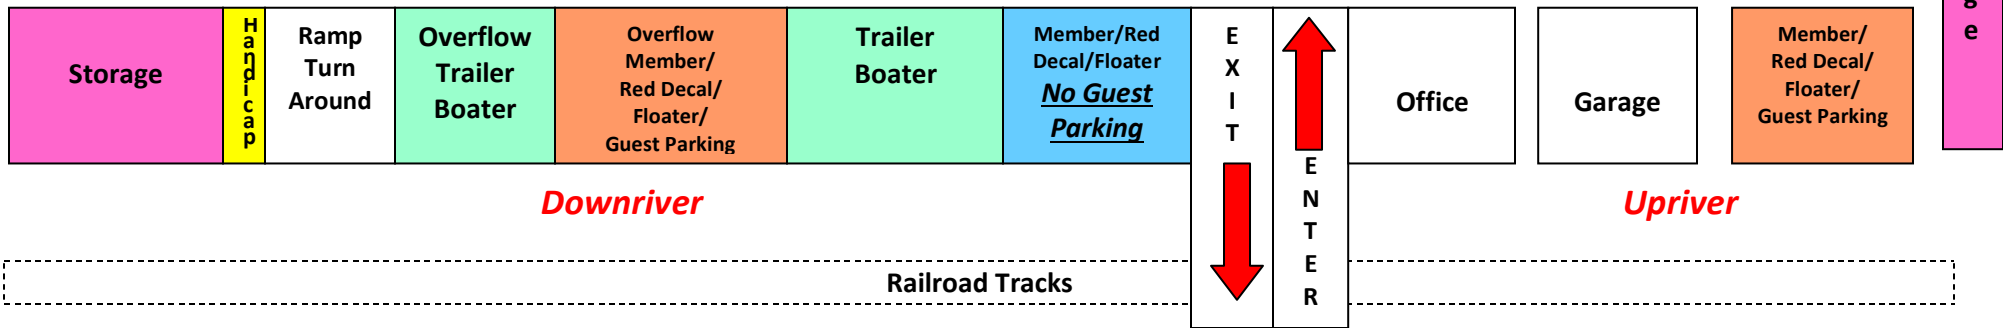 Storage
Handicap
Ramp
Turn
Around
Overflow
Trailer
Boater
Overflow
Member/
Red Decal/
Floater/
Guest Parking
Trailer
Boater
Member/Red
Decal/Floater
No Guest
Parking
EXIT
ENTER
Office
Garage
Member/
Red Decal/
Floater/
Guest Parking
g
e
Downriver
Upriver
Railroad Tracks